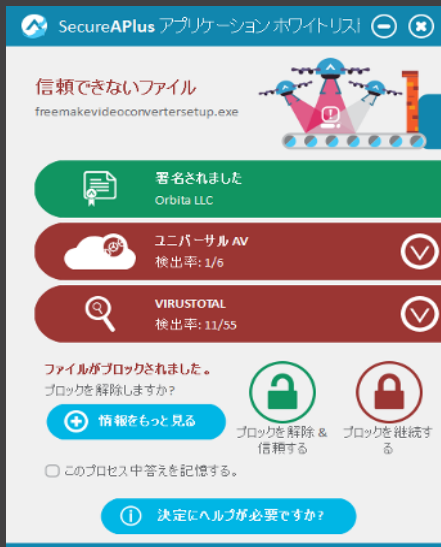 SecureAPlus アプリケーション ホワイトリスト
信頼できないファイル
freemakevideoconvertersetup.exe
署名されました
Orbita LLC
ユニバーサル AV
検出率: 1/6
VIRUSTOTAL
検出率: 11/55
ファイルがブロックされました。
ブロックを解除しますか?
情報をもっと見る
ブロックを解除 &
信頼する
ブロックを継続す
る
このプロセス中答えを記憶する。
決定にヘルプが必要ですか?